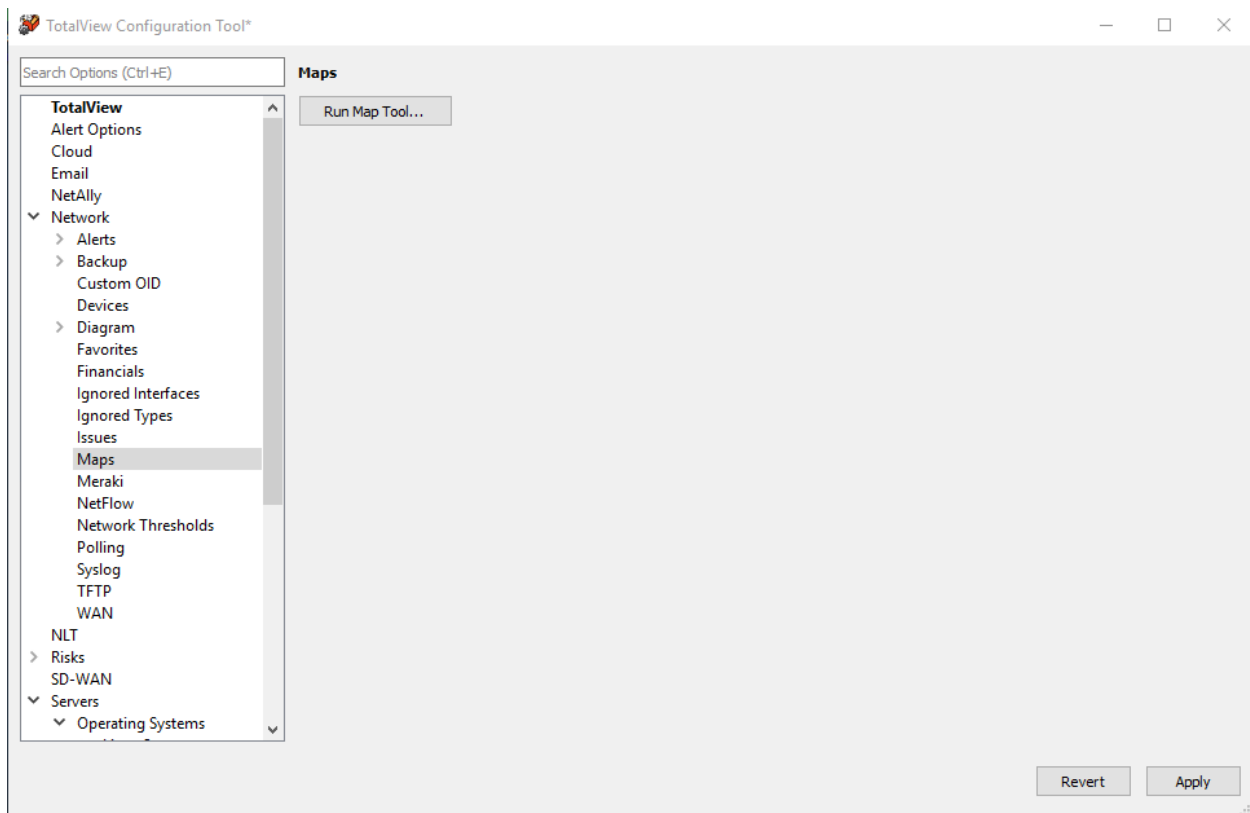 TotalView Configuration Tool*
Search Options (Ctrl+E)
Maps
Run Map Tool...
TotalView
Alert Options
Cloud
Email
NetAlly
Network
Alerts
Backup
Custom OID
Devices
Diagram
Favorites
Financials
Ignored Interfaces
Ignored Types
Issues
Maps
Meraki
NetFlow
Network Thresholds
Polling
Syslog
TFTP
WAN
NLT
Risks
SD-WAN
Servers
Operating Systems
Revert
Apply